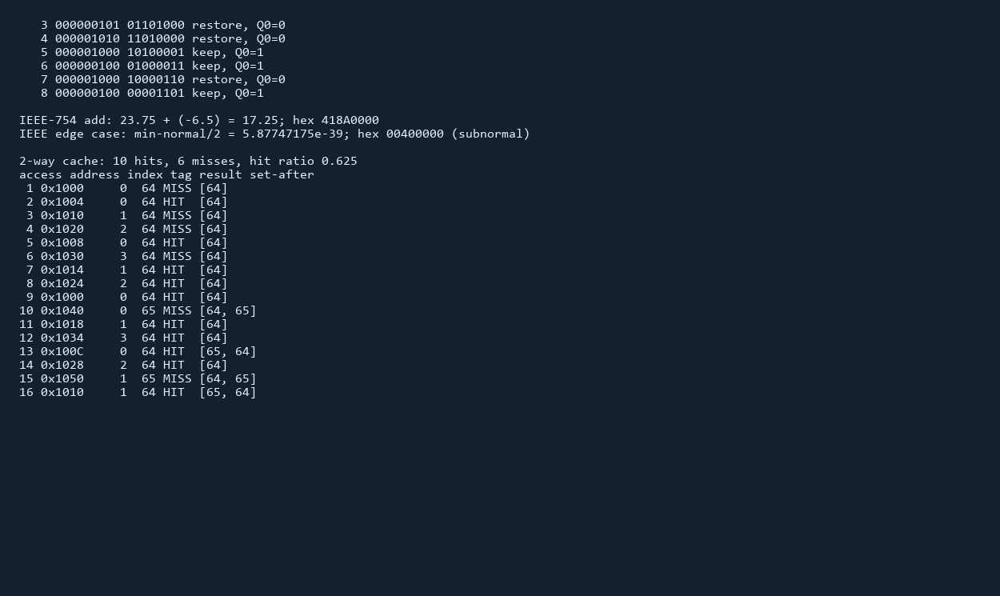 3 000000101 01101000 restore, Q0=0
   4 000001010 11010000 restore, Q0=0
   5 000001000 10100001 keep, Q0=1
   6 000000100 01000011 keep, Q0=1
   7 000001000 10000110 restore, Q0=0
   8 000000100 00001101 keep, Q0=1

IEEE-754 add: 23.75 + (-6.5) = 17.25; hex 418A0000
IEEE edge case: min-normal/2 = 5.87747175e-39; hex 00400000 (subnormal)

2-way cache: 10 hits, 6 misses, hit ratio 0.625
access address index tag result set-after
 1 0x1000     0  64 MISS [64]
 2 0x1004     0  64 HIT  [64]
 3 0x1010     1  64 MISS [64]
 4 0x1020     2  64 MISS [64]
 5 0x1008     0  64 HIT  [64]
 6 0x1030     3  64 MISS [64]
 7 0x1014     1  64 HIT  [64]
 8 0x1024     2  64 HIT  [64]
 9 0x1000     0  64 HIT  [64]
10 0x1040     0  65 MISS [64, 65]
11 0x1018     1  64 HIT  [64]
12 0x1034     3  64 HIT  [64]
13 0x100C     0  64 HIT  [65, 64]
14 0x1028     2  64 HIT  [64]
15 0x1050     1  65 MISS [64, 65]
16 0x1010     1  64 HIT  [65, 64]